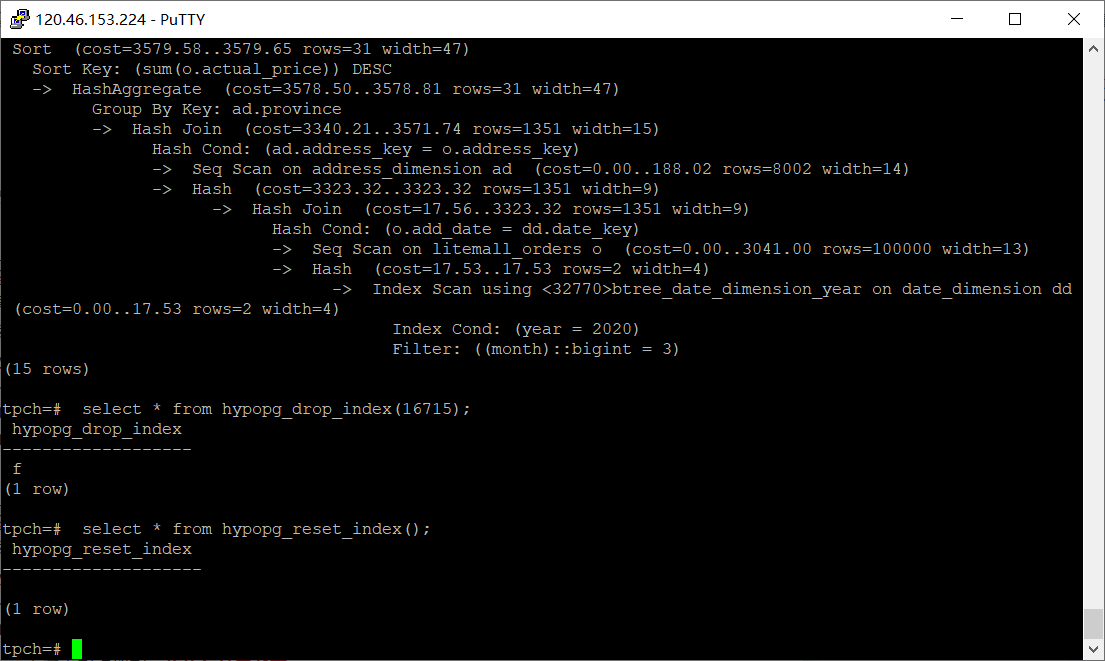 120.46.153.224 - PuTTY
Sort  (cost=3579.58..3579.65 rows=31 width=47)
Sort Key: (sum(o.actual_price)) DESC
->  HashAggregate  (cost=3578.50..3578.81 rows=31 width=47)
Group By Key: ad.province
->  Hash Join  (cost=3340.21..3571.74 rows=1351 width=15)
Hash Cond: (ad.address_key = o.address_key)
->  Seq Scan on address_dimension ad  (cost=0.00..188.02 rows=8002 width=14)
->  Hash  (cost=3323.32..3323.32 rows=1351 width=9)
->  Hash Join  (cost=17.56..3323.32 rows=1351 width=9)
Hash Cond: (o.add_date = dd.date_key)
->  Seq Scan on litemall_orders o  (cost=0.00..3041.00 rows=100000 width=13)
->  Hash  (cost=17.53..17.53 rows=2 width=4)
->  Index Scan using <32770>btree_date_dimension_year on date_dimension dd
(cost=0.00..17.53 rows=2 width=4)
Index Cond: (year = 2020)
Filter: ((month)::bigint = 3)
(15 rows)
tpch=#  select * from hypopg_drop_index(16715);
hypopg_drop_index
-------------------
f
(1 row)
tpch=#  select * from hypopg_reset_index();
hypopg_reset_index
--------------------
(1 row)
tpch=#